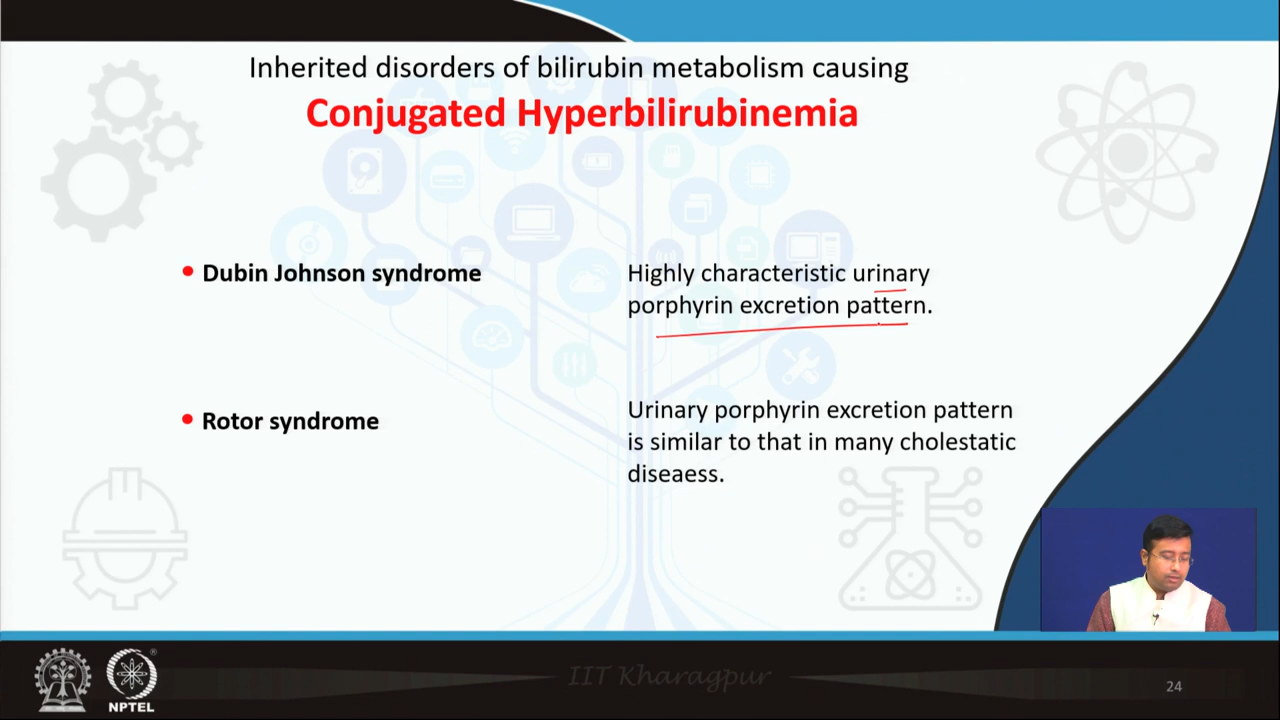 Inherited disorders of bilirubin metabolism causing
Conjugated Hyperbilirubinemia
• Dubin Johnson syndrome
Highly characteristic urinary
porphyrin excretion pattern.
• Rotor syndrome
Urinary porphyrin excretion pattern
is similar to that in many cholestatic
diseaess.
IIT Kharagpur
NPTEL
24